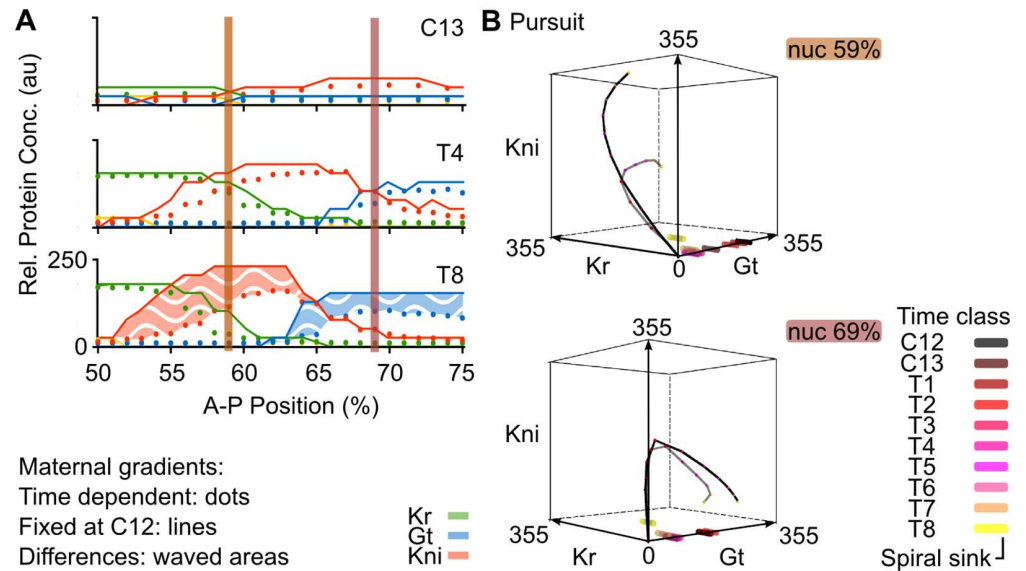 A
C13
T4
T8
Rel. Protein Conc. (au)
250
0
50 55 60 65 70 75
A-P Position (%)
Maternal gradients:
Time dependent: dots
Fixed at C12: lines
Differences: waved areas
Kr
Gt
Kni
B Pursuit
nuc 59%
355
Kni
355
355
Kr
0
Gt
nuc 69%
355
Kni
355
355
Kr
0
Gt
Time class
C12
C13
T1
T2
T3
T4
T5
T6
T7
T8
Spiral sink